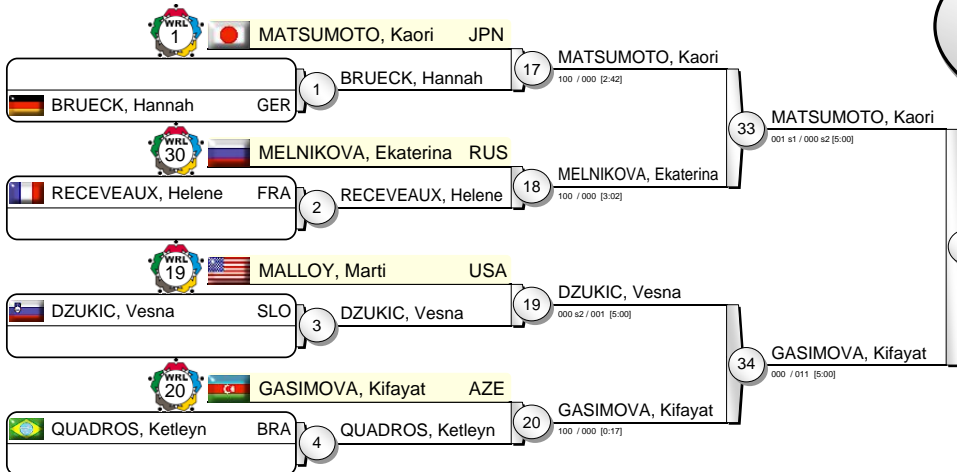 WRL
1
MATSUMOTO, Kaori JPN
BRUECK, Hannah GER
1
BRUECK, Hannah
17
MATSUMOTO, Kaori
100 / 000 [2:42]
WRL
30
MELNIKOVA, Ekaterina RUS
RECEVEAUX, Helene FRA
2
RECEVEAUX, Helene
18
MELNIKOVA, Ekaterina
100 / 000 [3:02]
33
MATSUMOTO, Kaori
001 s1 / 000 s2 [5:00]
WRL
19
MALLOY, Marti USA
DZUKIC, Vesna SLO
3
DZUKIC, Vesna
19
DZUKIC, Vesna
000 s2 / 001 [5:00]
WRL
20
GASIMOVA, Kifayat AZE
QUADROS, Ketleyn BRA
4
QUADROS, Ketleyn
20
GASIMOVA, Kifayat
100 / 000 [0:17]
34
GASIMOVA, Kifayat
000 / 011 [5:00]